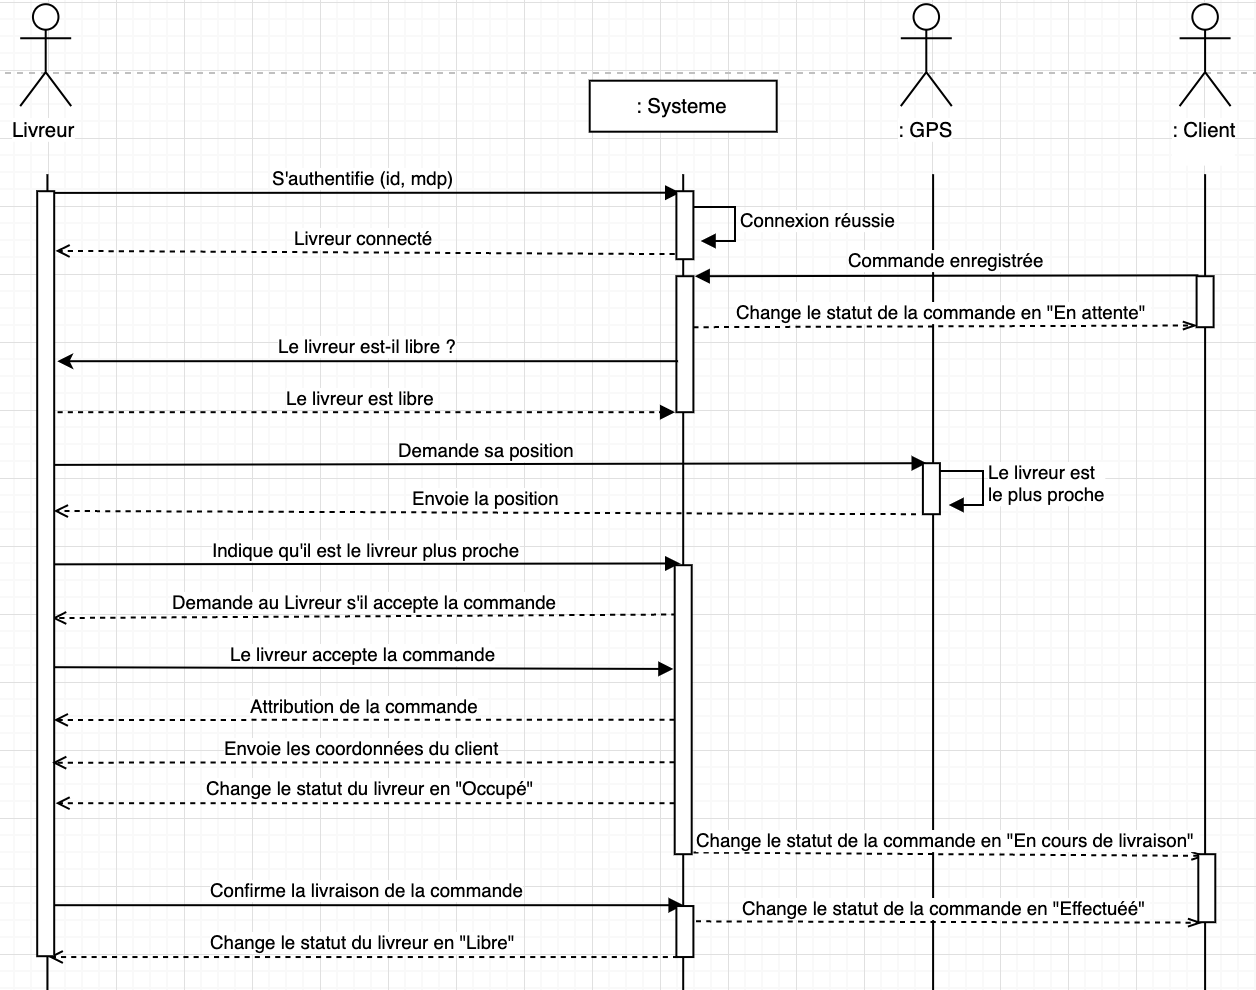 Livreur
: Systeme
: GPS
: Client
S'authentifie (id, mdp)
Connexion réussie
Livreur connecté
Commande enregistrée
Change le statut de la commande en "En attente"
Le livreur est-il libre ?
Le livreur est libre
Demande sa position
Le livreur est
le plus proche
Envoie la position
Indique qu'il est le livreur plus proche
Demande au Livreur s'il accepte la commande
Le livreur accepte la commande
Attribution de la commande
Envoie les coordonnées du client
Change le statut du livreur en "Occupé"
Change le statut de la commande en "En cours de livraison"
Confirme la livraison de la commande
Change le statut de la commande en "Effectuéé"
Change le statut du livreur en "Libre"